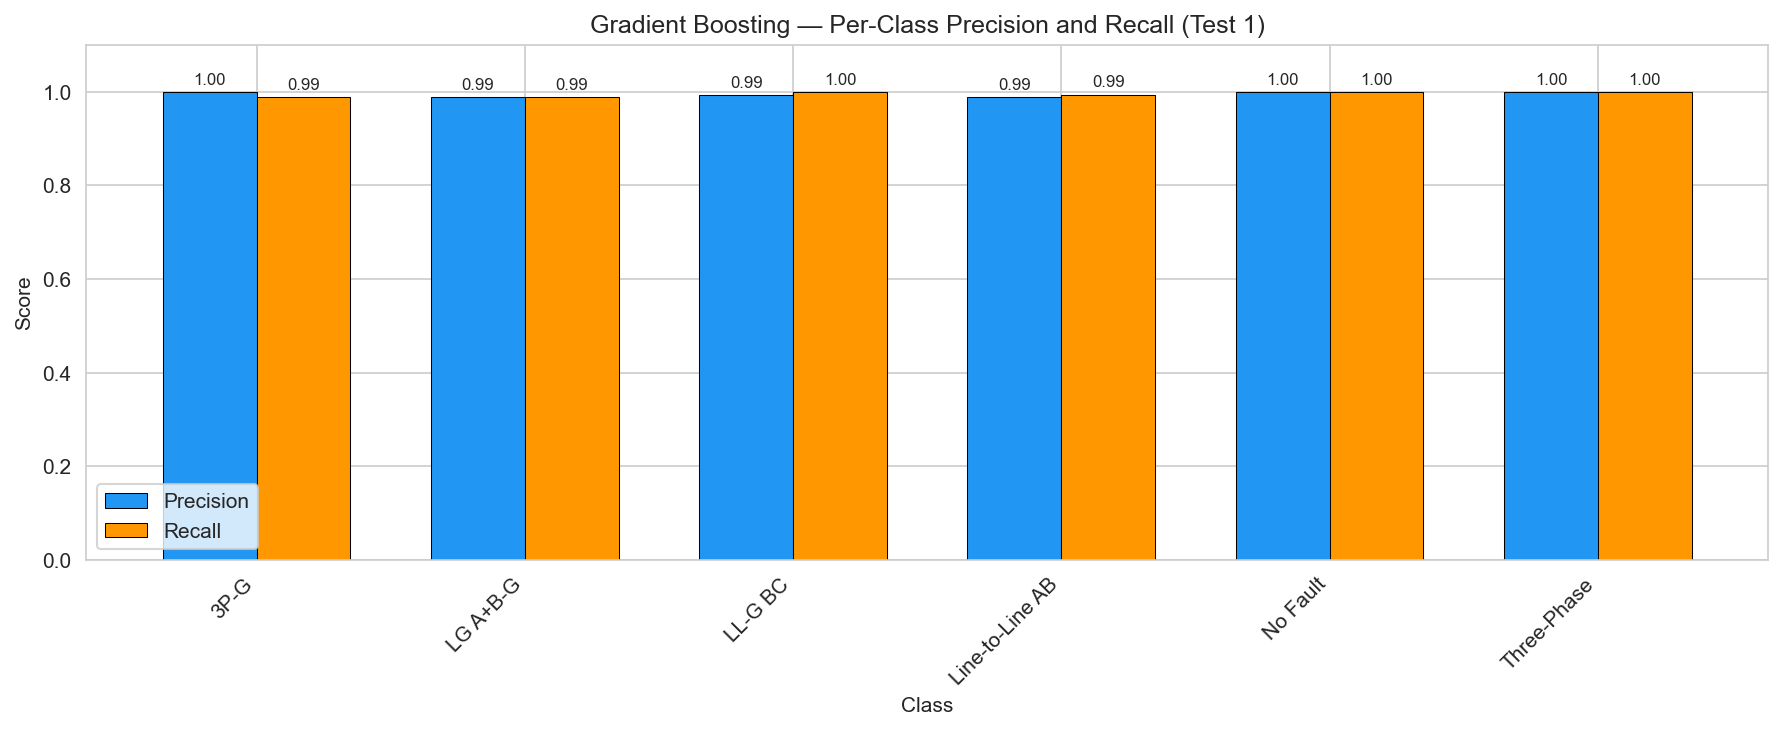 Gradient Boosting — Per-Class Precision and Recall (Test 1)
1.00 0.99 0.99 0.99 0.99 1.00 0.99 0.99 1.00 1.00 1.00 1.00
1.0
0.8
0.6
0.4
0.2
0.0
Score
Precision
Recall
3P-G
LG A+B-G
LL-G BC
Line-to-Line AB
No Fault
Three-Phase
Class